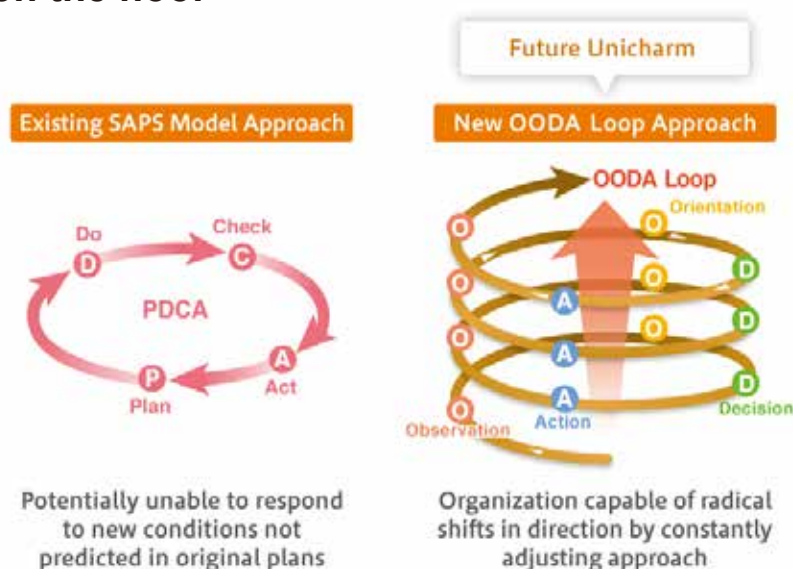 Future Unicharm
Existing SAPS Model Approach
New OODA Loop Approach
Do
D
Check
C
PDCA
A
Act
P
Plan
OODA Loop
Orientation
O
O
O
O
O
O
O
D
D
D
A
A
A
Observation
Action
Decision
Potentially unable to respond
to new conditions not
predicted in original plans
Organization capable of radical
shifts in direction by constantly
adjusting approach